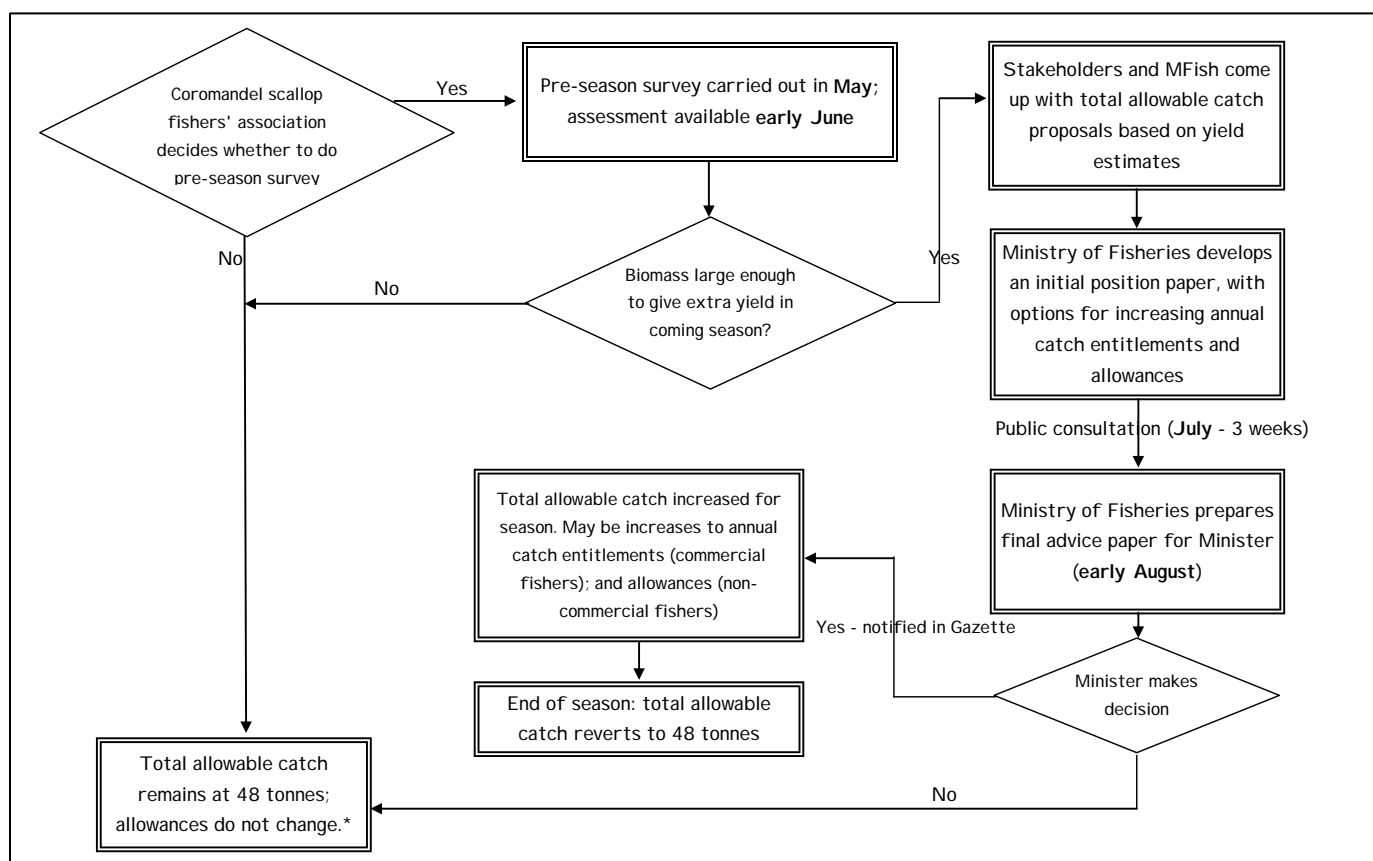 Coromandel scallop
fishers' association
decides whether to do
pre-season survey
Yes
Pre-season survey carried out in May;
assessment available early June
Stakeholders and MFish come
up with total allowable catch
proposals based on yield
estimates
No
Biomass large enough
to give extra yield in
coming season?
No
Yes
Ministry of Fisheries develops
an initial position paper, with
options for increasing annual
catch entitlements and
allowances
Public consultation (July - 3 weeks)
Ministry of Fisheries prepares
final advice paper for Minister
(early August)
Total allowable catch increased for
season. May be increases to annual
catch entitlements (commercial
fishers); and allowances (non-
commercial fishers)
Yes - notified in Gazette
Minister makes
decision
End of season: total allowable
catch reverts to 48 tonnes
No
Total allowable catch
remains at 48 tonnes;
allowances do not change.*